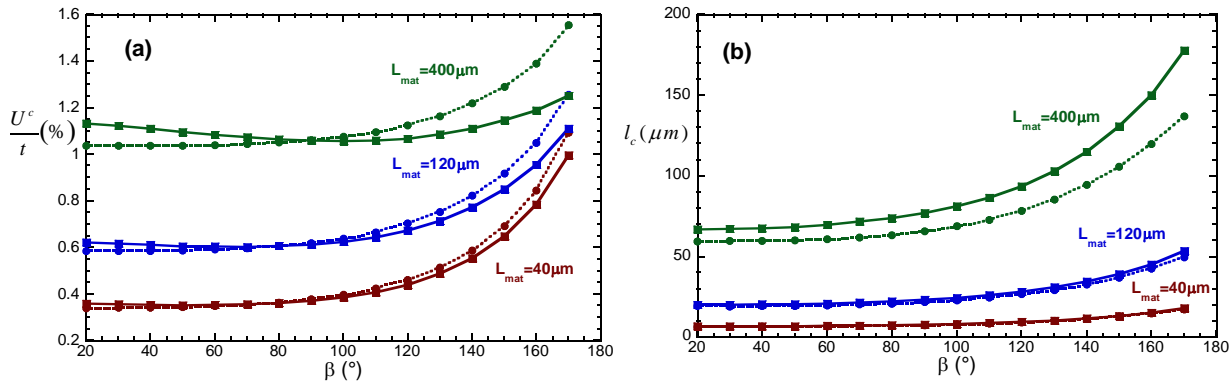 (a)
1.6
1.4
1.2
1
0.8
0.6
0.4
0.2
U^c/t (%)
L_mat=400µm
L_mat=120µm
L_mat=40µm
20 40 60 80 100 120 140 160 180
β (°)
(b)
200
150
100
50
0
l_c(µm)
L_mat=400µm
L_mat=120µm
L_mat=40µm
20 40 60 80 100 120 140 160 180
β (°)